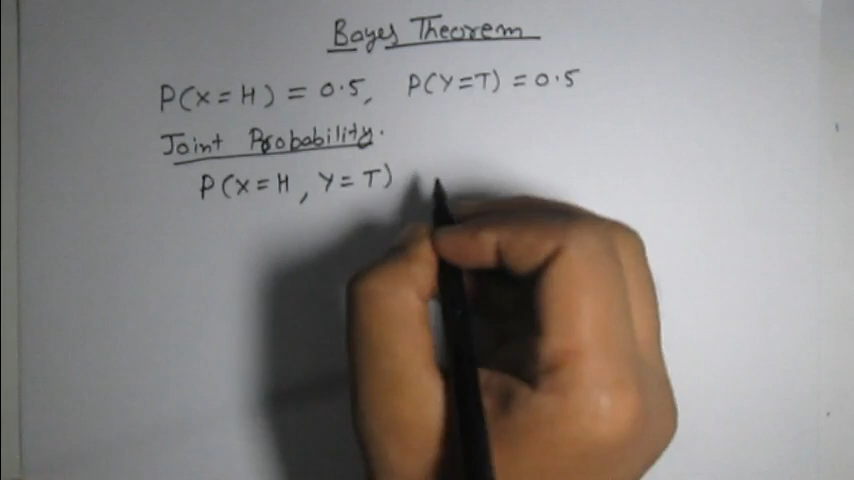 Bayes Theorem
P(X=H) = 0.5, P(Y=T) = 0.5
Joint Probability.
P(X=H, Y=T)